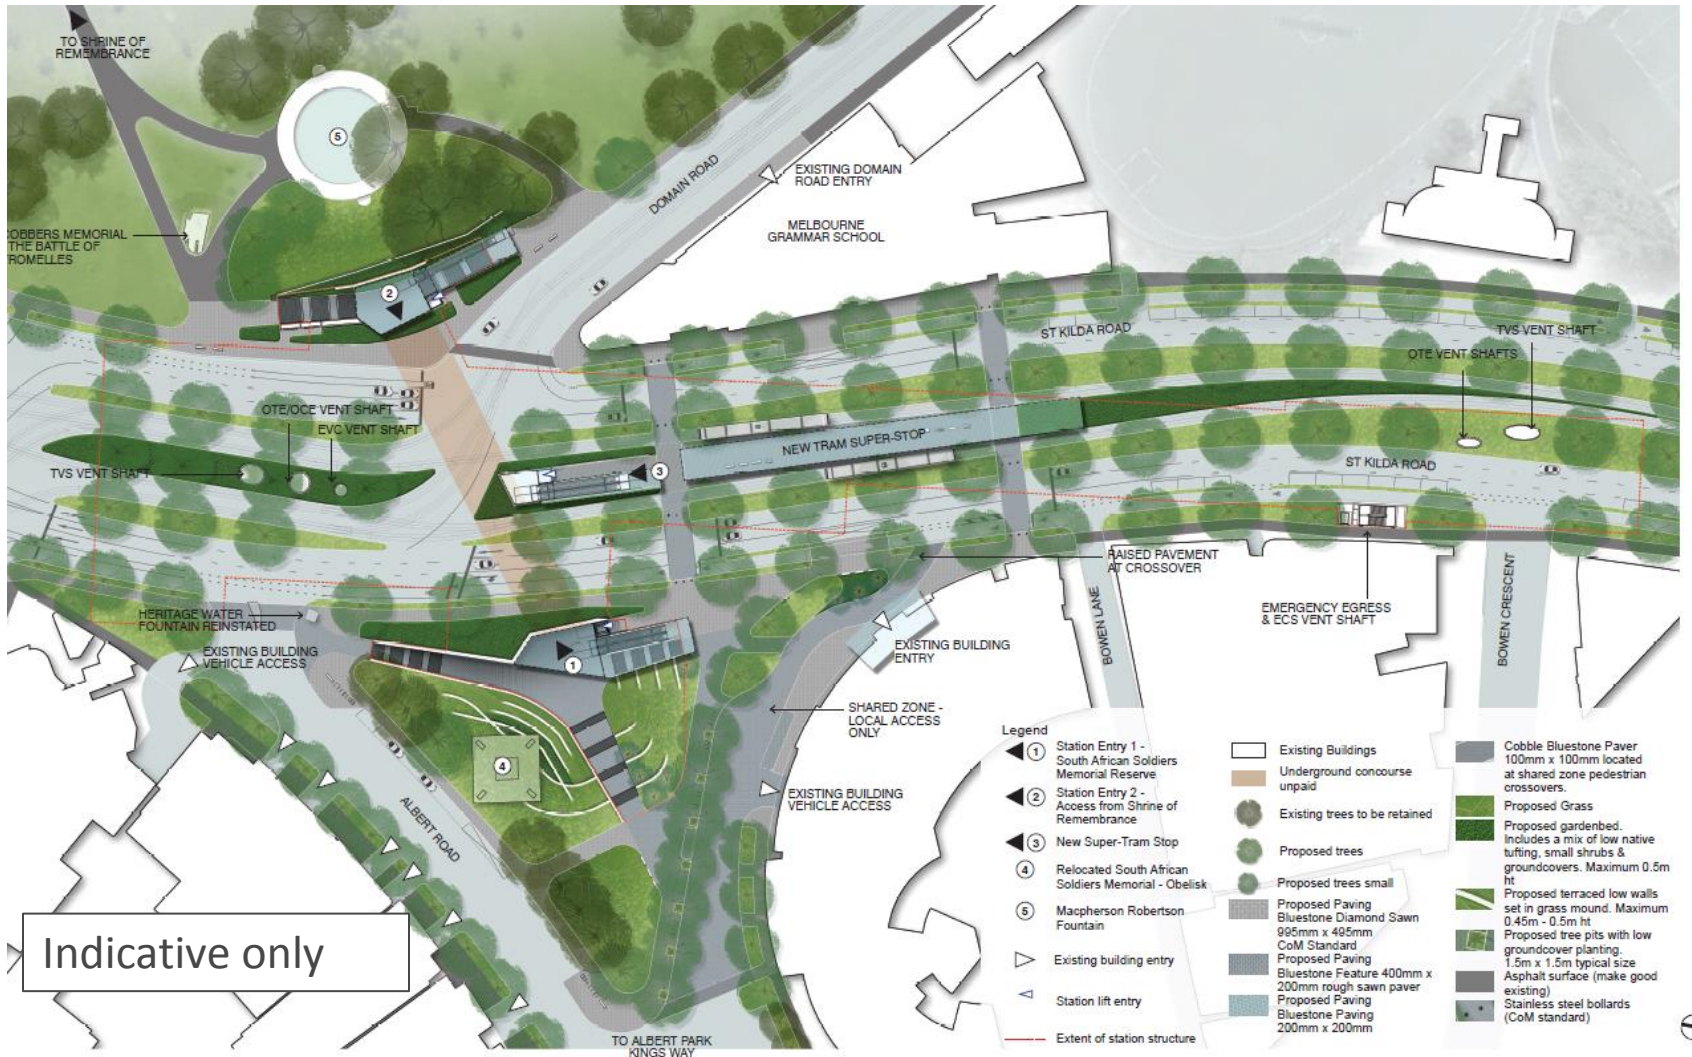 TO SHRINE OF
REMEMBRANCE
5
COBBERS MEMORIAL
THE BATTLE OF
FROMELLES
2
DOMAIN ROAD
EXISTING DOMAIN
ROAD ENTRY
MELBOURNE
GRAMMAR SCHOOL
ST KILDA ROAD
TVS VENT SHAFT
OTE VENT SHAFTS
OTE/OCE VENT SHAFT
EVC VENT SHAFT
TVS VENT SHAFT
3
NEW TRAM SUPER-STOP
ST KILDA ROAD
RAISED PAVEMENT
AT CROSSOVER
HERITAGE WATER
FOUNTAIN REINSTATED
EXISTING BUILDING
VEHICLE ACCESS
1
EXISTING BUILDING
ENTRY
BOWEN LANE
EMERGENCY EGRESS
& ECS VENT SHAFT
BOWEN CRESCENT
SHARED ZONE -
LOCAL ACCESS
ONLY
4
EXISTING BUILDING
VEHICLE ACCESS
ALBERT ROAD
TO ALBERT PARK
KINGS WAY
Indicative only
Legend
1 Station Entry 1 -
South African Soldiers
Memorial Reserve
2 Station Entry 2 -
Access from Shrine of
Remembrance
3 New Super-Tram Stop
4 Relocated South African
Soldiers Memorial - Obelisk
5 Macpherson Robertson
Fountain
Existing building entry
Station lift entry
Extent of station structure
Existing Buildings
Underground concourse
unpaid
Existing trees to be retained
Proposed trees
Proposed trees small
Proposed Paving
Bluestone Diamond Sawn
995mm x 495mm
CoM Standard
Proposed Paving
Bluestone Feature 400mm x
200mm rough sawn paver
Proposed Paving
Bluestone Paving
200mm x 200mm
Cobble Bluestone Paver
100mm x 100mm located
at shared zone pedestrian
crossovers.
Proposed Grass
Proposed gardenbed.
Includes a mix of low native
tufting, small shrubs &
groundcovers. Maximum 0.5m
ht
Proposed terraced low walls
set in grass mound. Maximum
0.45m - 0.5m ht
Proposed tree pits with low
groundcover planting.
1.5m x 1.5m typical size
Asphalt surface (make good
existing)
Stainless steel bollards
(CoM standard)